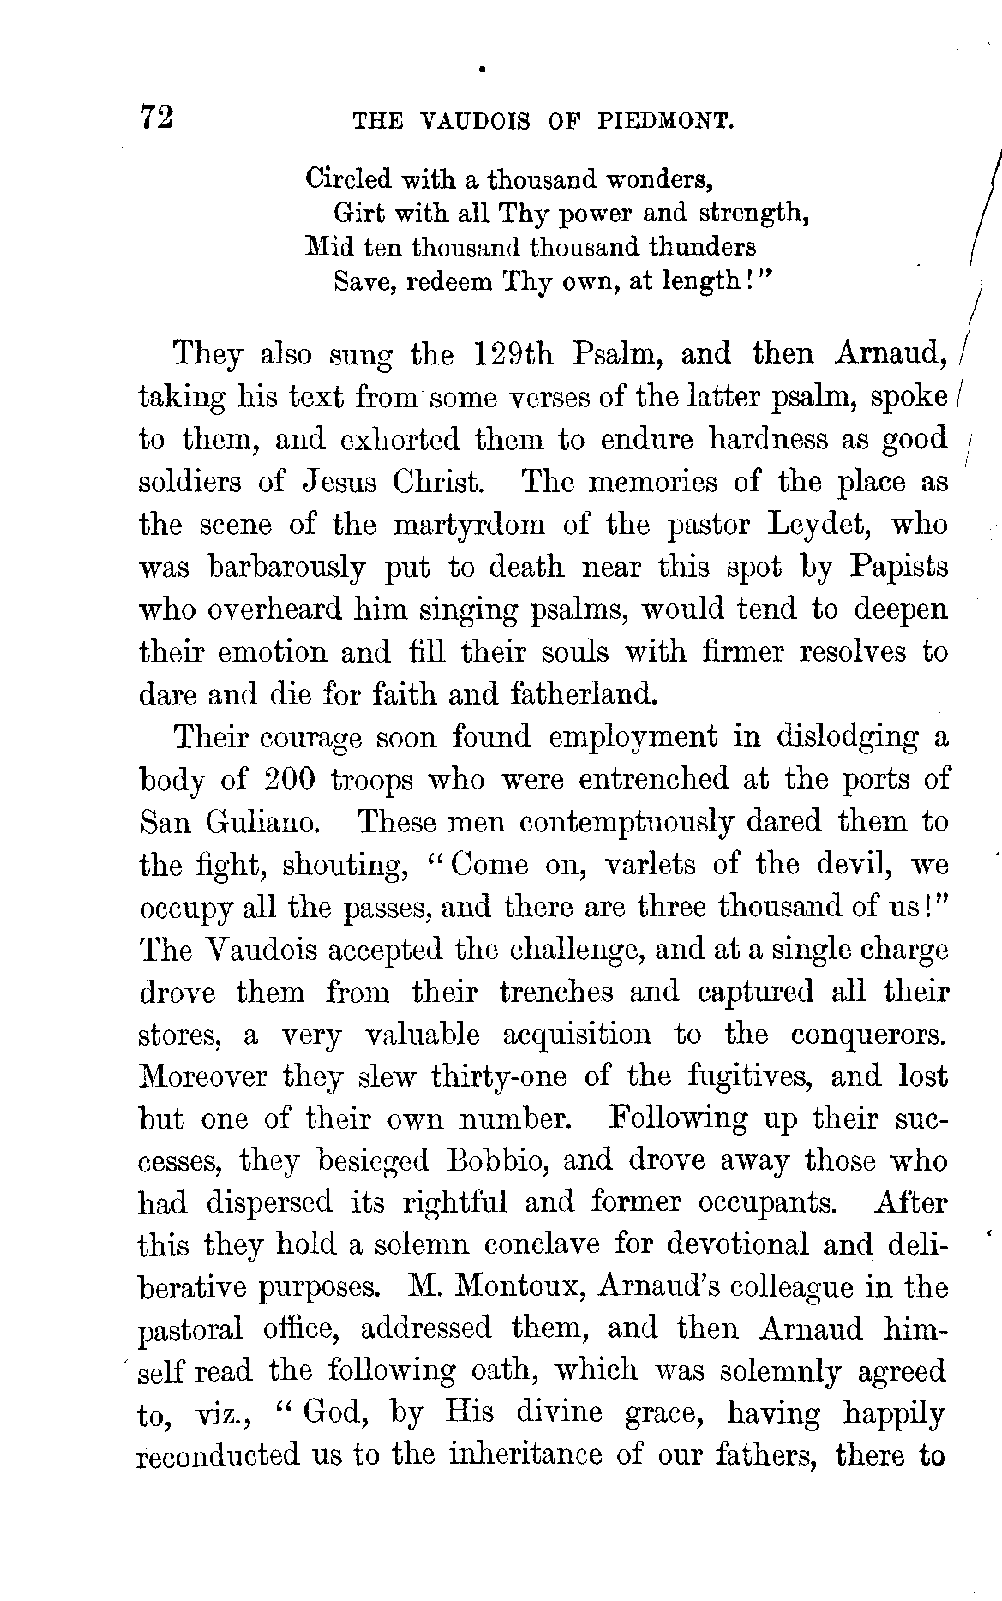 72 THE VAUDOIS OF PIEDMONT.
Circled with a thousand wonders,
Girt with all Thy power and strength,
Mid ten thousand thousand thunders
Save, redeem Thy own, at length!"
They also sung the 129th Psalm, and then Arnaud,
taking his text from some verses of the latter psalm, spoke
to them, and exhorted them to endure hardness as good
soldiers of Jesus Christ. The memories of the place as
the scene of the martyrdom of the pastor Leydet, who
was barbarously put to death near this spot by Papists
who overheard him singing psalms, would tend to deepen
their emotion and fill their souls with firmer resolves to
dare and die for faith and fatherland.
Their courage soon found employment in dislodging a
body of 200 troops who were entrenched at the ports of
San Guliano. These men contemptuously dared them to
the fight, shouting, "Come on, varlets of the devil, we
occupy all the passes, and there are three thousand of us!"
The Vaudois accepted the challenge, and at a single charge
drove them from their trenches and captured all their
stores, a very valuable acquisition to the conquerors.
Moreover they slew thirty-one of the fugitives, and lost
but one of their own number. Following up their suc-
cesses, they besieged Bobbio, and drove away those who
had dispersed its rightful and former occupants. After
this they hold a solemn conclave for devotional and deli-
berative purposes. M. Montoux, Arnaud's colleague in the
pastoral office, addressed them, and then Arnaud him-
self read the following oath, which was solemnly agreed
to, viz., "God, by His divine grace, having happily
reconducted us to the inheritance of our fathers, there to